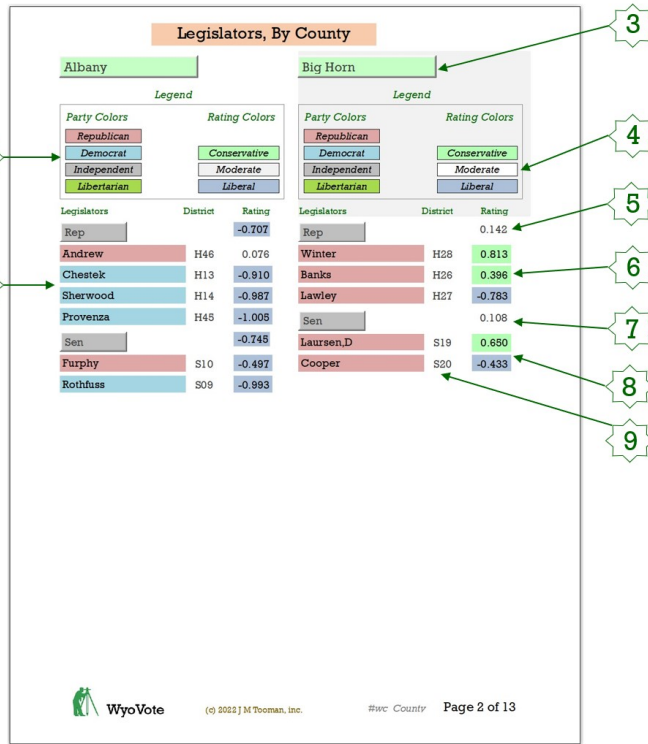 Legislators, By County
3
Albany
Big Horn
Legend
Legend
Party Colors Rating Colors
Party Colors Rating Colors
4
Republican
Republican
Democrat Conservative
Democrat Conservative
Independent Moderate
Independent Moderate
Libertarian Liberal
Libertarian Liberal
5
Legislators District Rating
Legislators District Rating
Rep -0.707
Rep 0.142
Andrew H46 0.076
Winter H28 0.813
6
Chestek H13 -0.910
Banks H26 0.396
Sherwood H14 -0.987
Lawley H27 -0.783
Provenza H45 -1.005
Sen 0.108
7
Sen -0.745
Laursen,D S19 0.650
Furphy S10 -0.497
Cooper S20 -0.433
8
Rothfuss S09 -0.993
9
WyoVote (c) 2022 J M Tooman, inc. #wc County Page 2 of 13